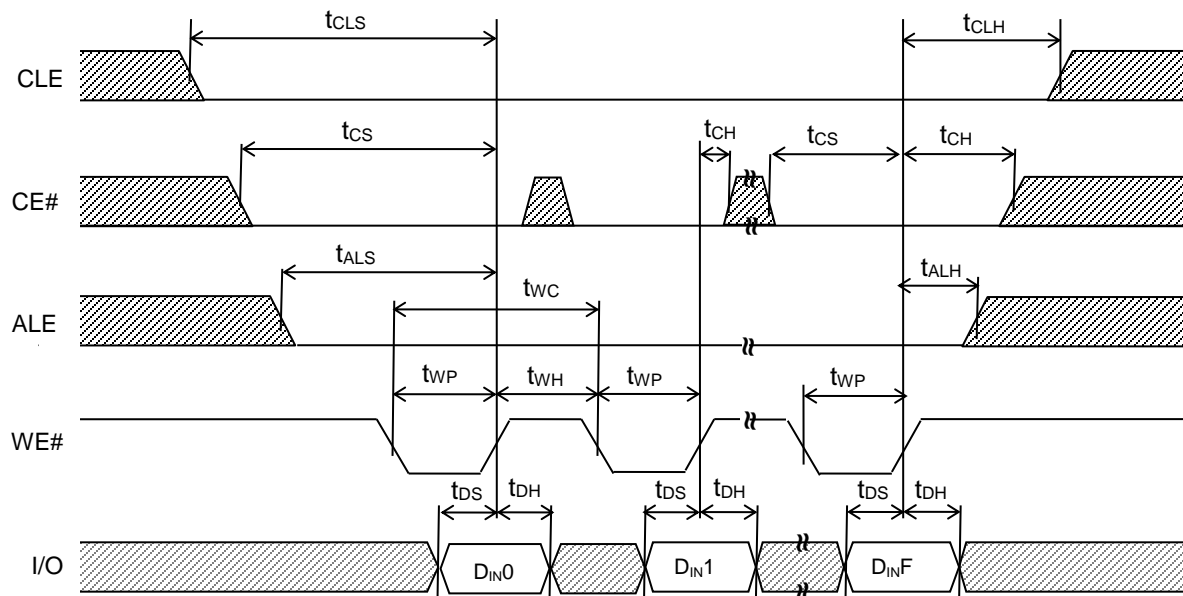 tCLS tCLH
CLE
tCS tCH tCS tCH
CE#
tALS tALH
tWC
ALE
tWP tWH tWP tWP
WE#
tDS tDH tDS tDH tDS tDH
I/O DIN0 DIN1 DINF